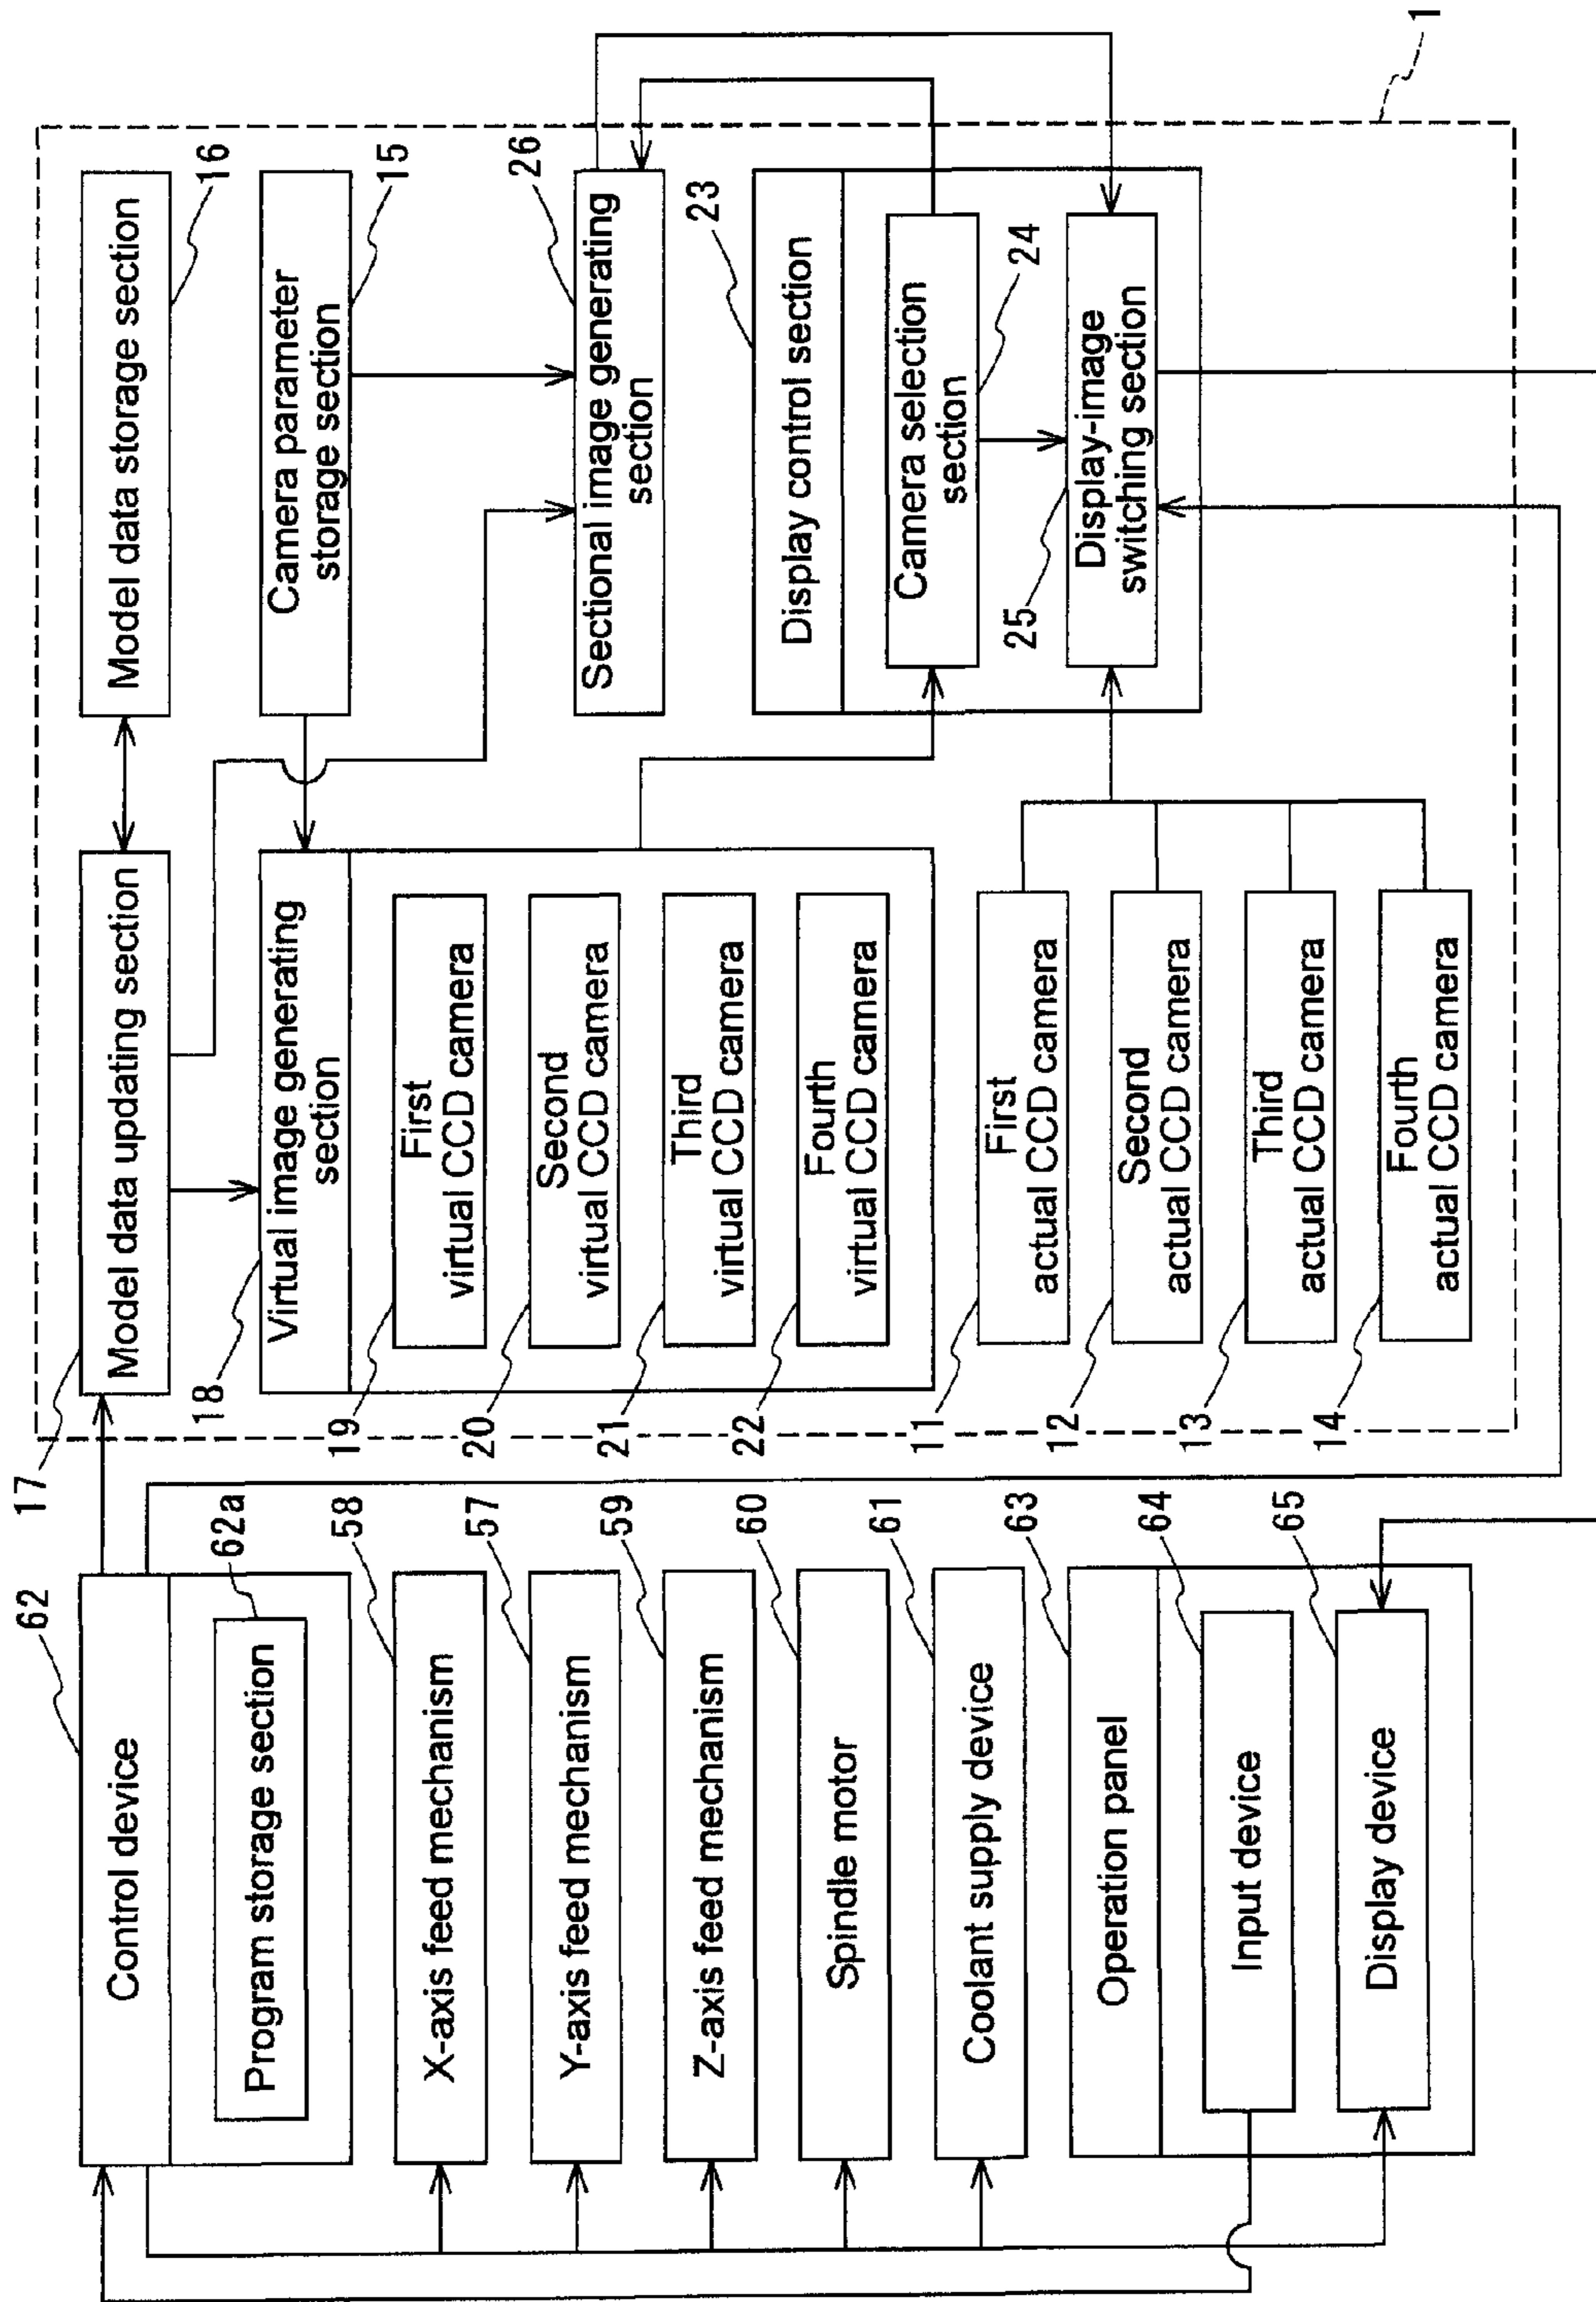 62
Control device
62a
Program storage section
58
X-axis feed mechanism
57
Y-axis feed mechanism
59
Z-axis feed mechanism
60
Spindle motor
61
Coolant supply device
63
Operation panel
64
Input device
65
Display device
17
Model data updating section
18
Virtual image generating
section
19
First
virtual CCD camera
20
Second
virtual CCD camera
21
Third
virtual CCD camera
22
Fourth
virtual CCD camera
11
First
actual CCD camera
12
Second
actual CCD camera
13
Third
actual CCD camera
14
Fourth
actual CCD camera
Model data storage section
16
Camera parameter
storage section
15
26
Sectional image generating
section
23
Display control section
Camera selection
section
24
25
Display-image
switching section
1